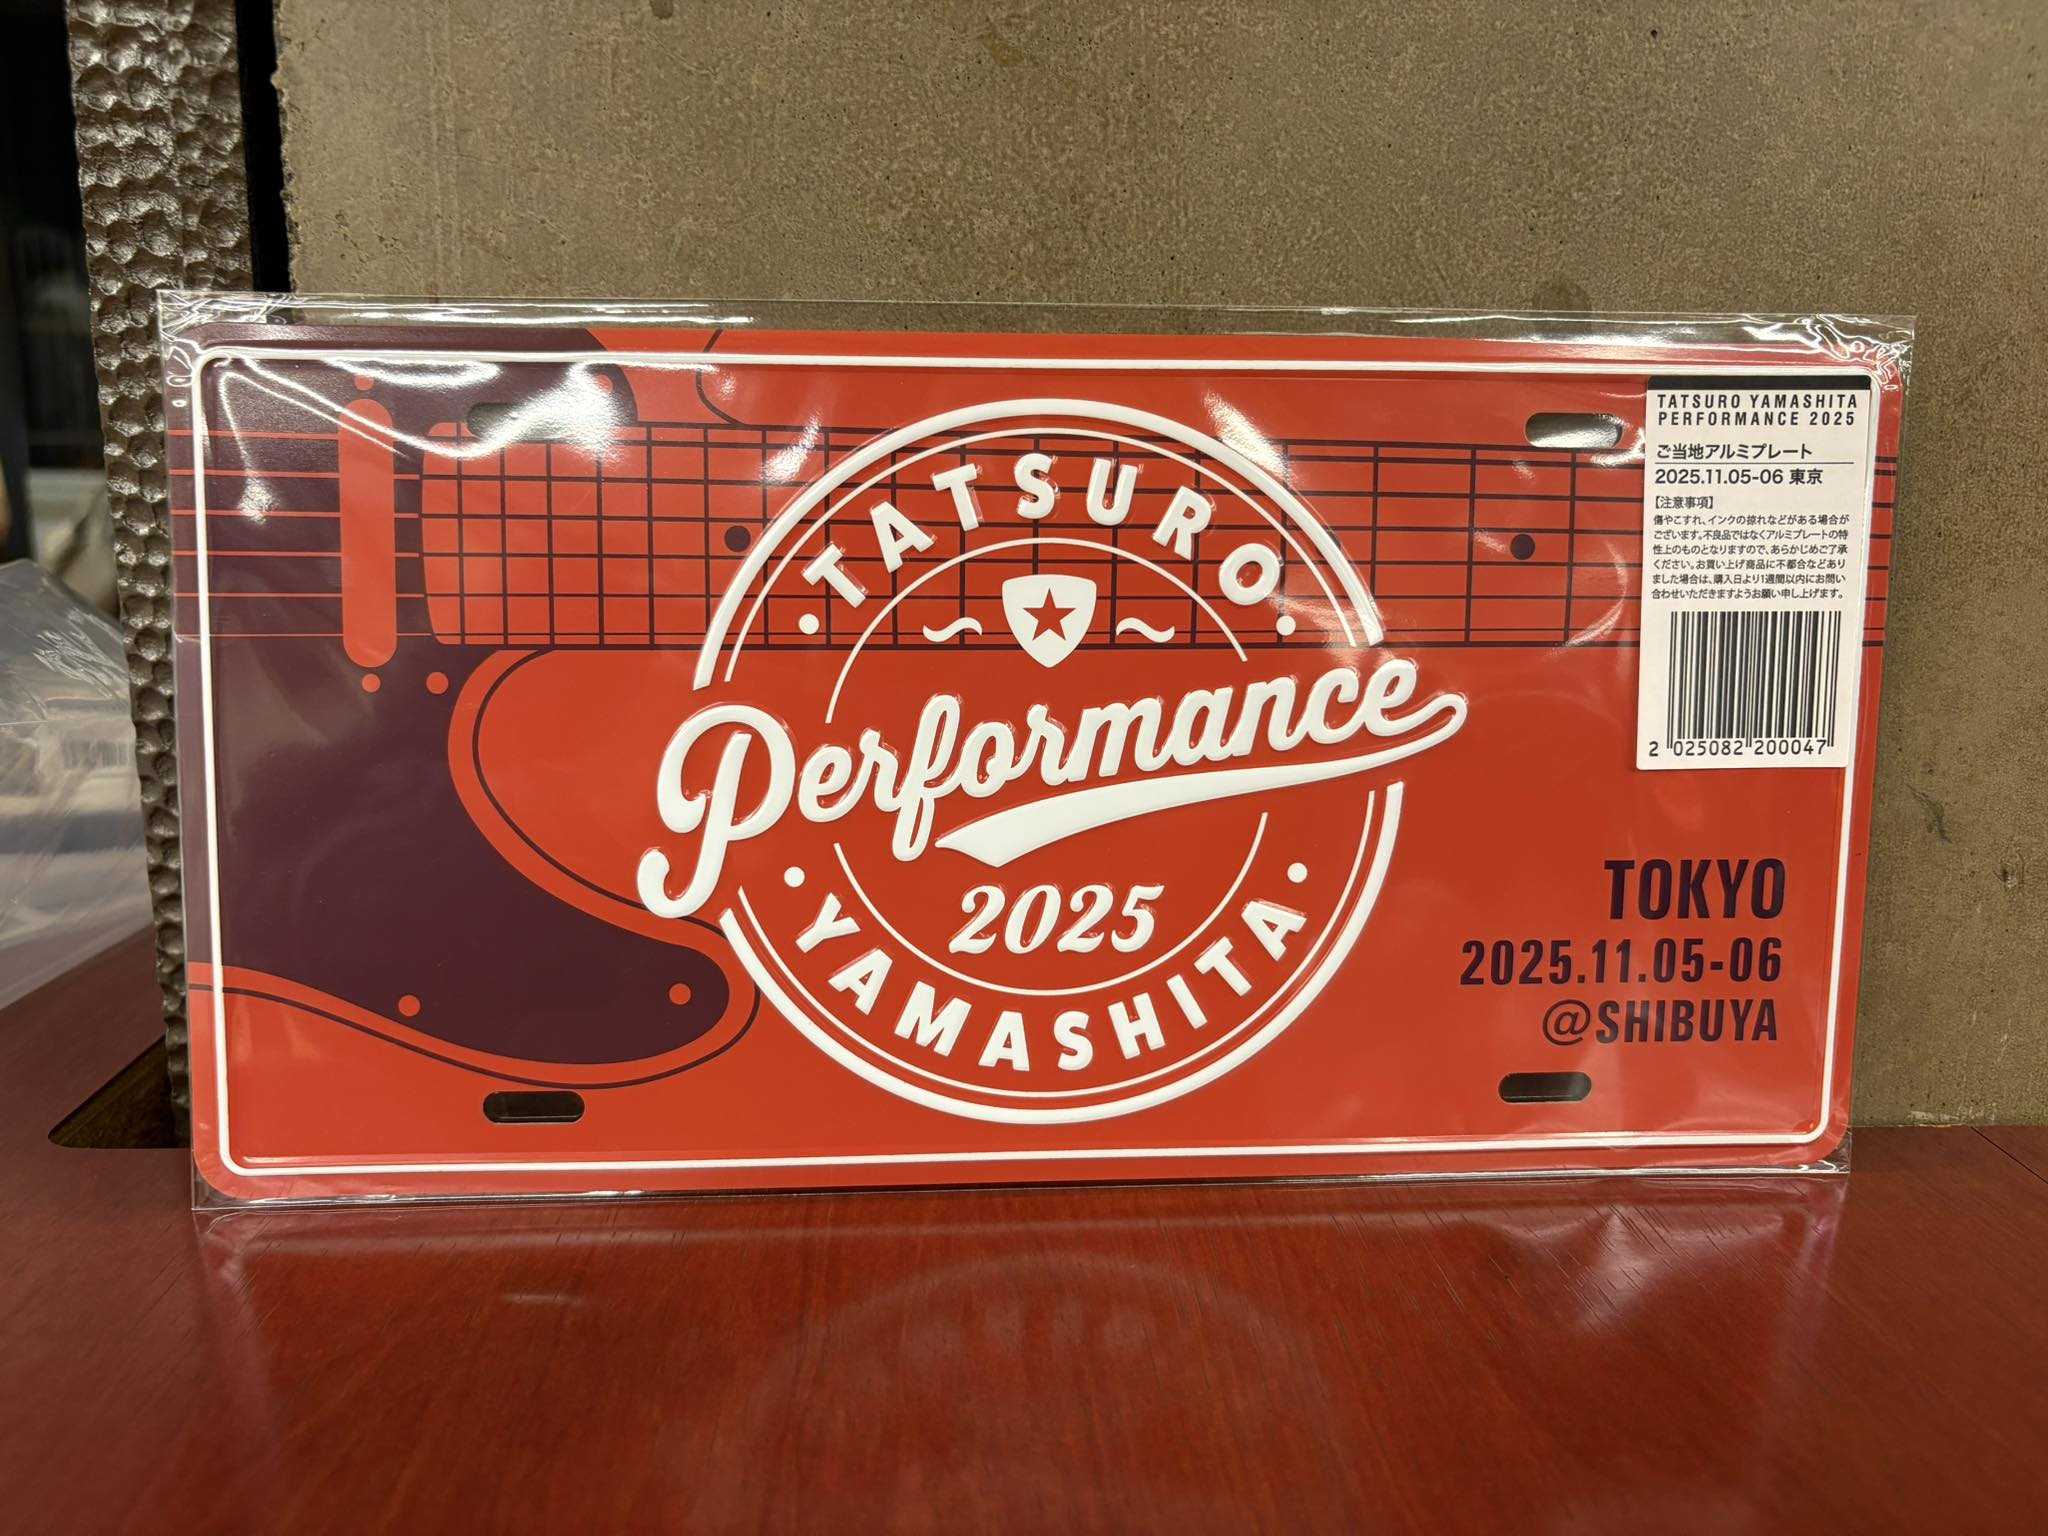 TATSURO
Performance
2025
YAMASHITA
TATSURO YAMASHITA
PERFORMANCE 2025
ご当地アルミプレート
2025.11.05-06 東京
【注意事項】
傷やこすれ、インクの掠れなどがある場合が
ございます。不良品ではなくアルミプレートの特
性上のものとなりますので、あらかじめご了承
ください。お買い上げ商品に不都合などあり
ました場合は、購入日より1週間以内にお問い
合わせいただきますようお願い申し上げます。
2 025082 200047
TOKYO
2025.11.05-06
@SHIBUYA